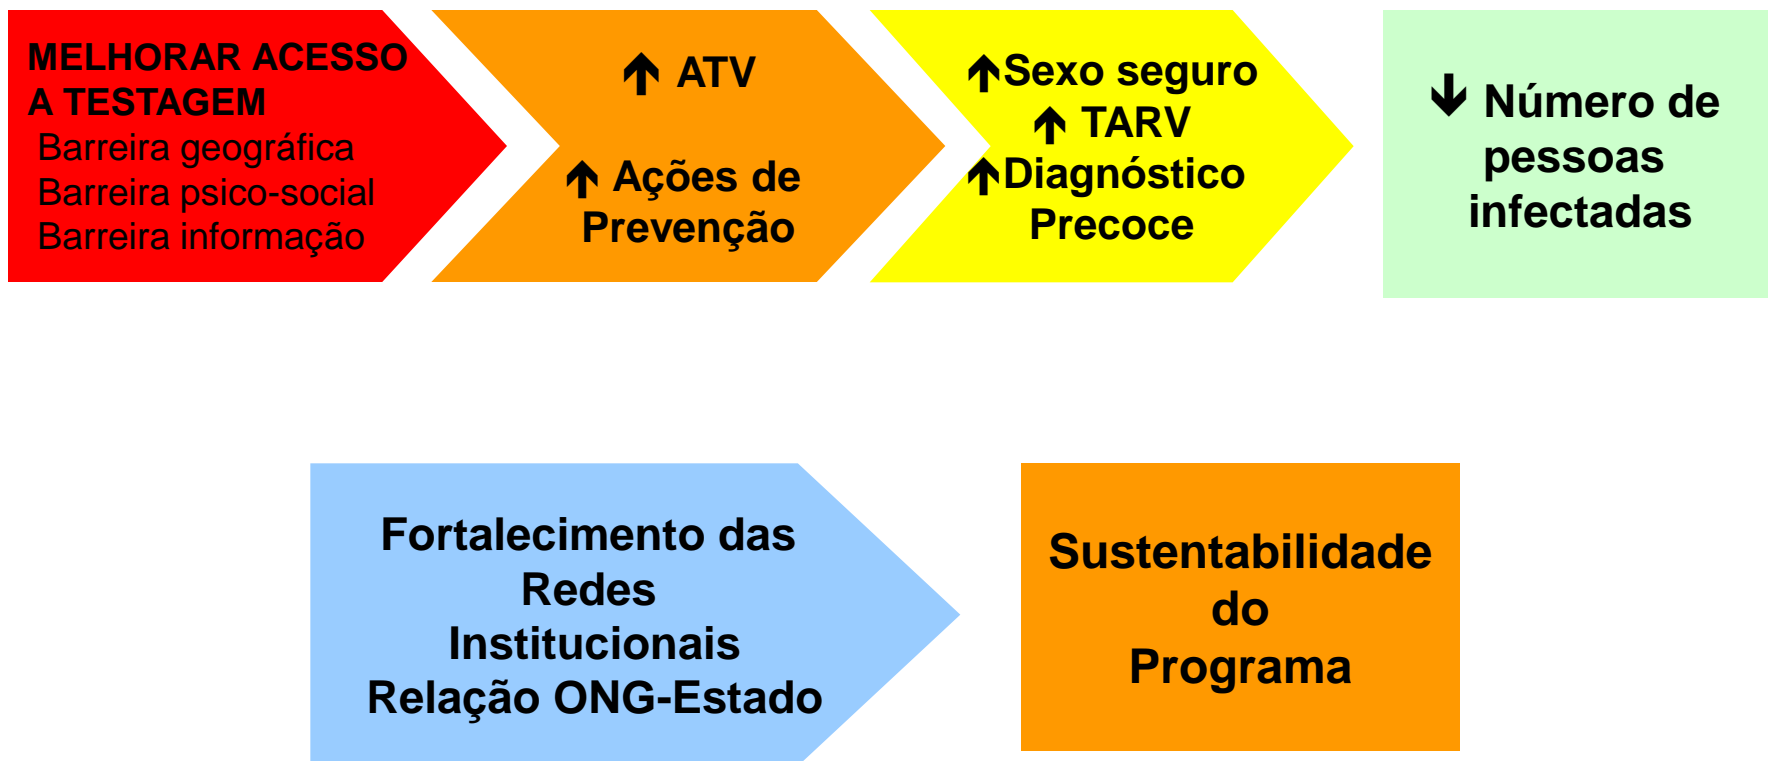 MELHORAR ACESSO
A TESTAGEM
Barreira geográfica
Barreira psico-social
Barreira informação
↑ ATV
↑ Ações de
Prevenção
↑Sexo seguro
↑ TARV
↑Diagnóstico
Precoce
↓ Número de
pessoas
infectadas
Fortalecimento das
Redes
Institucionais
Relação ONG-Estado
Sustentabilidade
do
Programa